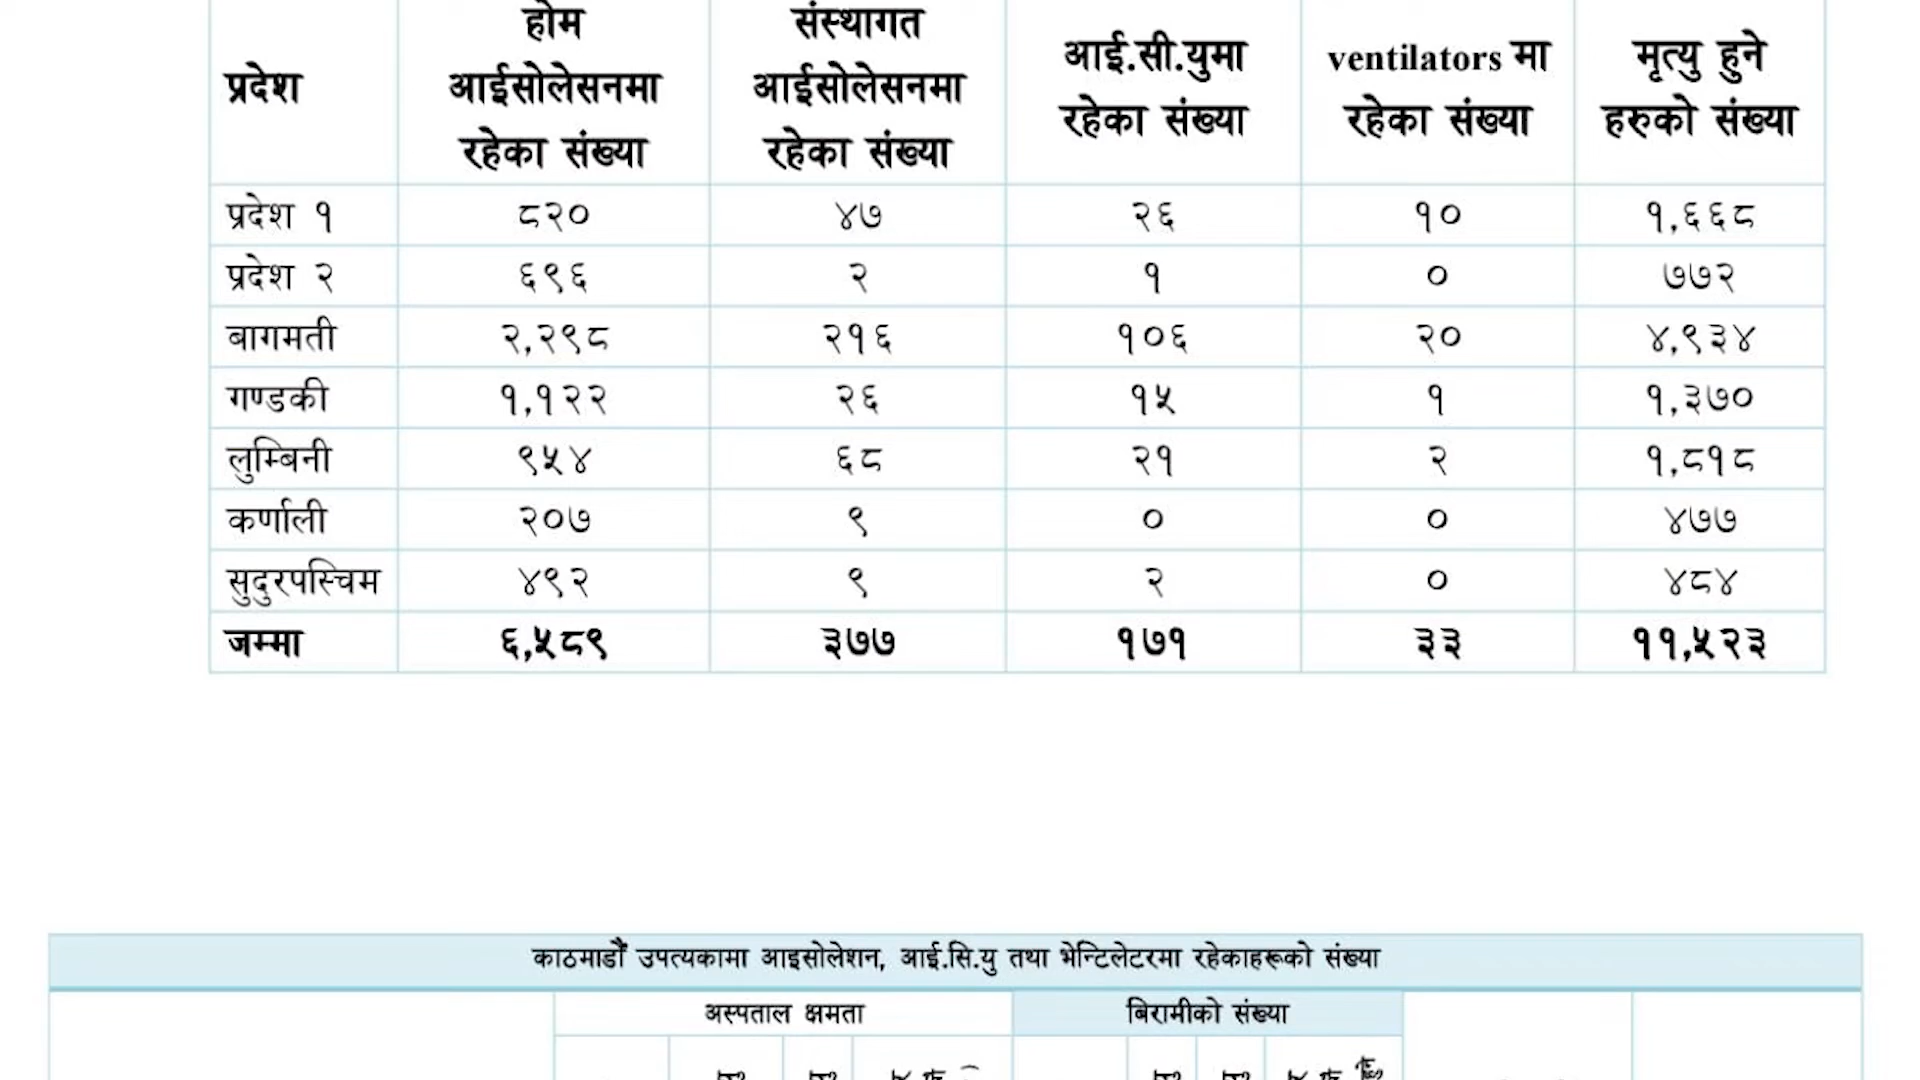 प्रदेश होम आईसोलेसनमा रहेका संख्या संस्थागत आईसोलेसनमा रहेका संख्या आई.सी.युमा रहेका संख्या ventilators मा रहेका संख्या मृत्यु हुने हरुको संख्या
प्रदेश १ ८२० ४७ २६ १० १,६६८
प्रदेश २ ६९६ २ १ ० ७७२
बागमती २,२९८ २१६ १०६ २० ४,९३४
गण्डकी १,१२२ २६ १५ १ १,३७०
लुम्बिनी ९५४ ६८ २१ २ १,८१८
कर्णाली २०७ ९ ० ० ४७७
सुदुरपस्चिम ४९२ ९ २ ० ४८४
जम्मा ६,५८९ ३७७ १७१ ३३ ११,५२३
काठमाडौँ उपत्यकामा आइसोलेशन, आई.सि.यु तथा भेन्टिलेटरमा रहेकाहरूको संख्या
अस्पताल क्षमता बिरामीको संख्या